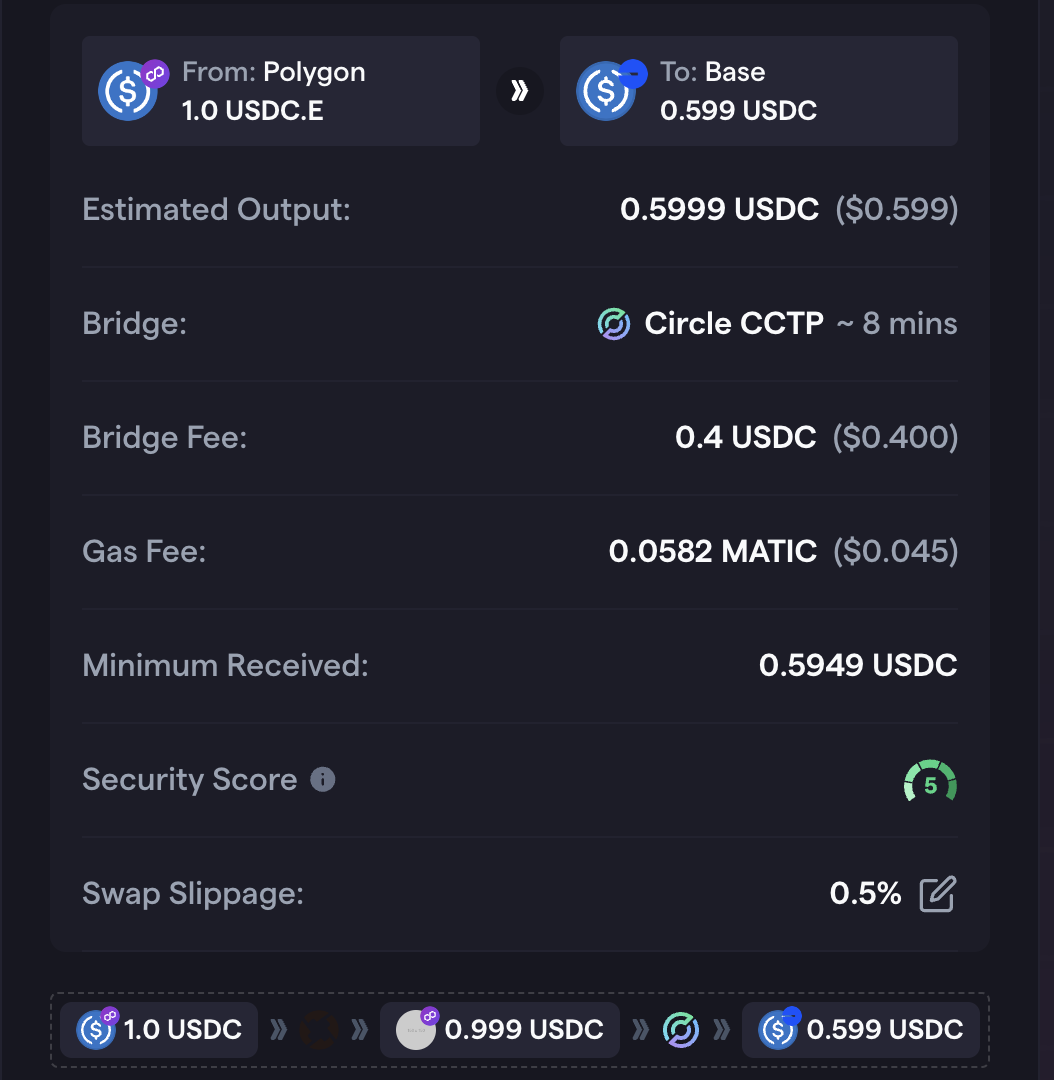 From: Polygon
1.0 USDC.E
To: Base
0.599 USDC
Estimated Output: 0.5999 USDC ($0.599)
Bridge: Circle CCTP ~ 8 mins
Bridge Fee: 0.4 USDC ($0.400)
Gas Fee: 0.0582 MATIC ($0.045)
Minimum Received: 0.5949 USDC
Security Score 5
Swap Slippage: 0.5%
1.0 USDC 0.999 USDC 0.599 USDC